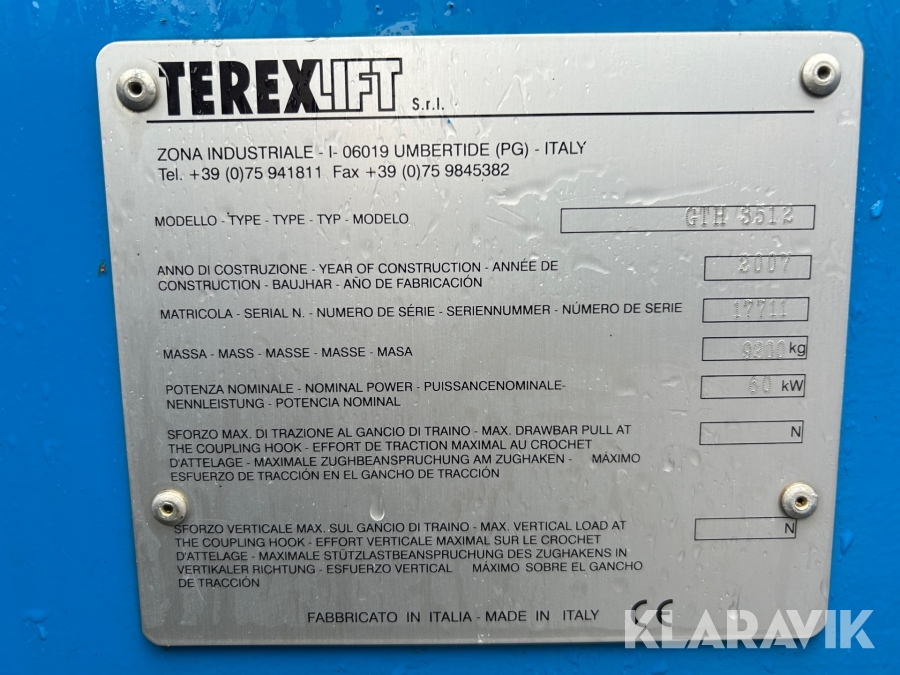 TEREXLIFT S.r.l.
ZONA INDUSTRIALE - I- 06019 UMBERTIDE (PG) - ITALY
Tel. +39 (0)75 941811 Fax +39 (0)75 9845382
MODELLO - TYPE - TYPE - TYP - MODELO GTH 3512
ANNO DI COSTRUZIONE - YEAR OF CONSTRUCTION - ANNÉE DE
CONSTRUCTION - BAUJHAR - AÑO DE FABRICACIÓN 2007
MATRICOLA - SERIAL N. - NUMERO DE SÉRIE - SERIENNUMMER - NÚMERO DE SERIE 17711
MASSA - MASS - MASSE - MASSE - MASA 9200 kg
POTENZA NOMINALE - NOMINAL POWER - PUISSANCENOMINALE-
NENNLEISTUNG - POTENCIA NOMINAL 60 kW
SFORZO MAX. DI TRAZIONE AL GANCIO DI TRAINO - MAX. DRAWBAR PULL AT N
THE COUPLING HOOK - EFFORT DE TRACTION MAXIMAL AU CROCHET
D'ATTELAGE - MAXIMALE ZUGHBEANSPRUCHUNG AM ZUGHAKEN - MÁXIMO
ESFUERZO DE TRACCIÓN EN EL GANCHO DE TRACCIÓN
SFORZO VERTICALE MAX. SUL GANCIO DI TRAINO - MAX. VERTICAL LOAD AT N
THE COUPLING HOOK - EFFORT VERTICALE MAXIMAL SUR LE CROCHET
D'ATTELAGE - MAXIMALE STÜTZLASTBEANSPRUCHUNG DES ZUGHAKENS IN
VERTIKALER RICHTUNG - ESFUERZO VERTICAL MÁXIMO SOBRE EL GANCHO
DE TRACCIÓN
FABBRICATO IN ITALIA - MADE IN ITALY CE
KLARAVIK